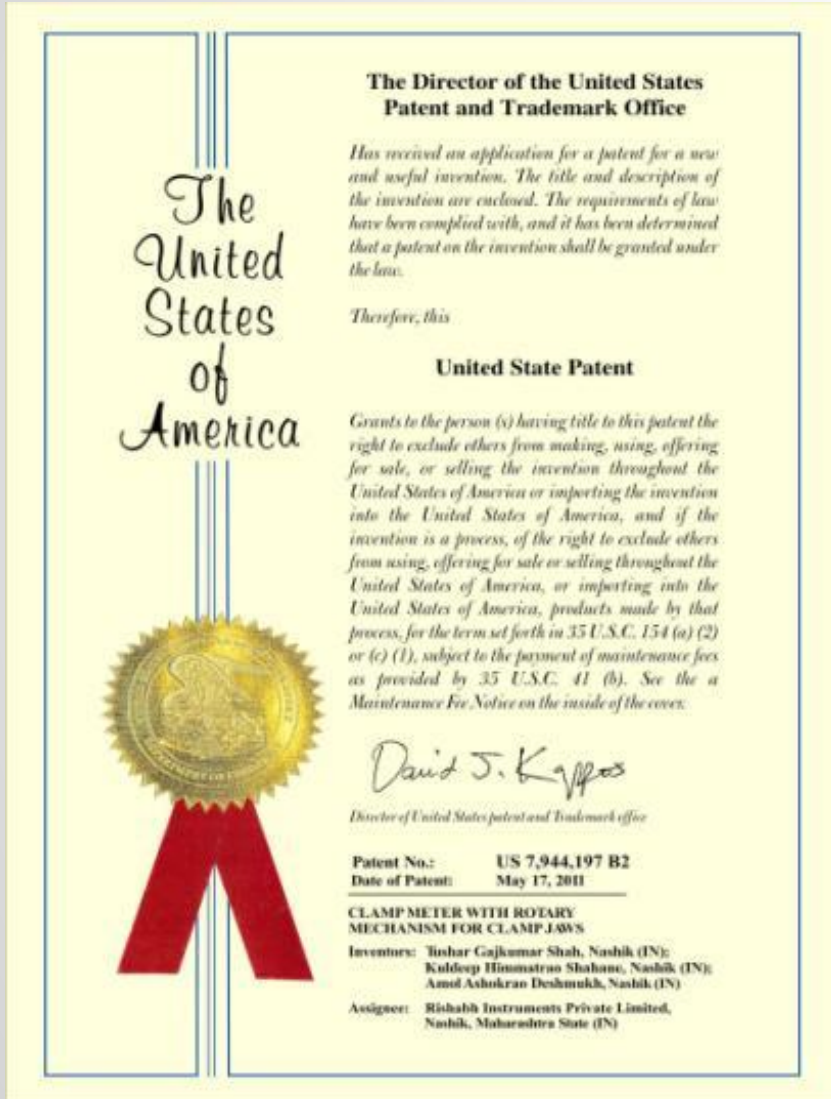 The
United
States
of
America
The Director of the United States
Patent and Trademark Office
Has received an application for a patent for a new
and useful invention. The title and description of
the invention are enclosed. The requirements of law
have been complied with, and it has been determined
that a patent on the invention shall be granted under
the law.
Therefore, this
United State Patent
Grants to the person (s) having title to this patent the
right to exclude others from making, using, offering
for sale, or selling the invention throughout the
United States of America or importing the invention
into the United States of America, and if the
invention is a process, of the right to exclude others
from using, offering for sale or selling throughout the
United States of America, or importing into the
United States of America, products made by that
process, for the term set forth in 35 U.S.C. 154 (a) (2)
or (c) (1), subject to the payment of maintenance fees
as provided by 35 U.S.C. 41 (b). See the a
Maintenance Fee Notice on the inside of the cover.
David J. Kappos
Director of United States patent and Trademark office
Patent No.: US 7,944,197 B2
Date of Patent: May 17, 2011
CLAMP METER WITH ROTARY
MECHANISM FOR CLAMP JAWS
Inventors: Tushar Gajkumar Shah, Nashik (IN);
Kuldeep Himmatrao Shahane, Nashik (IN);
Amol Ashokrao Deshmukh, Nashik (IN)
Assignee: Rishabh Instruments Private Limited,
Nashik, Maharashtra State (IN)